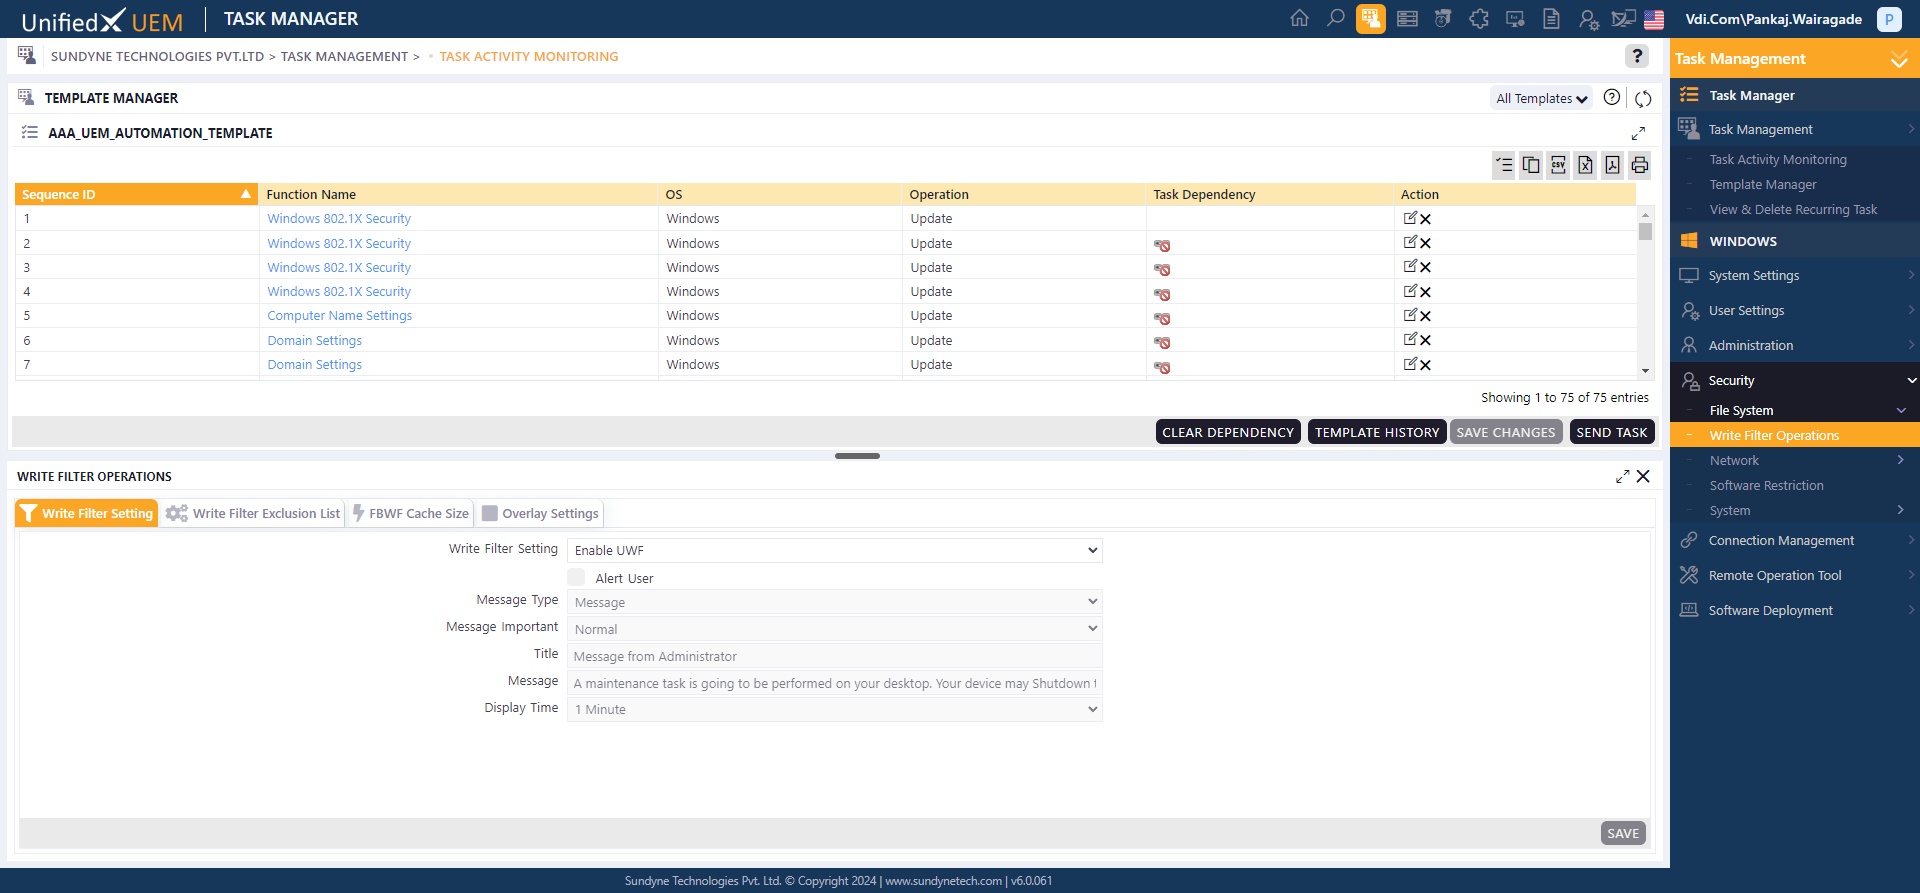 UnifiedX UEM
TASK MANAGER
Vdi.Com\Pankaj.Wairagade
P
SUNDYNE TECHNOLOGIES PVT.LTD > TASK MANAGEMENT > • TASK ACTIVITY MONITORING
?
TEMPLATE MANAGER
All Templates
?
AAA_UEM_AUTOMATION_TEMPLATE
CSV
Sequence ID Function Name OS Operation Task Dependency Action
1 Windows 802.1X Security Windows Update
2 Windows 802.1X Security Windows Update
3 Windows 802.1X Security Windows Update
4 Windows 802.1X Security Windows Update
5 Computer Name Settings Windows Update
6 Domain Settings Windows Update
7 Domain Settings Windows Update
Showing 1 to 75 of 75 entries
CLEAR DEPENDENCY TEMPLATE HISTORY SAVE CHANGES SEND TASK
WRITE FILTER OPERATIONS
Write Filter Setting Write Filter Exclusion List FBWF Cache Size Overlay Settings
Write Filter Setting Enable UWF
Alert User
Message Type Message
Message Important Normal
Title Message from Administrator
Message A maintenance task is going to be performed on your desktop. Your device may Shutdown
Display Time 1 Minute
SAVE
Task Management
Task Manager
Task Management
Task Activity Monitoring
Template Manager
View & Delete Recurring Task
WINDOWS
System Settings
User Settings
Administration
Security
File System
Write Filter Operations
Network
Software Restriction
System
Connection Management
Remote Operation Tool
Software Deployment
Sundyne Technologies Pvt. Ltd. © Copyright 2024 | www.sundynetech.com | v6.0.061